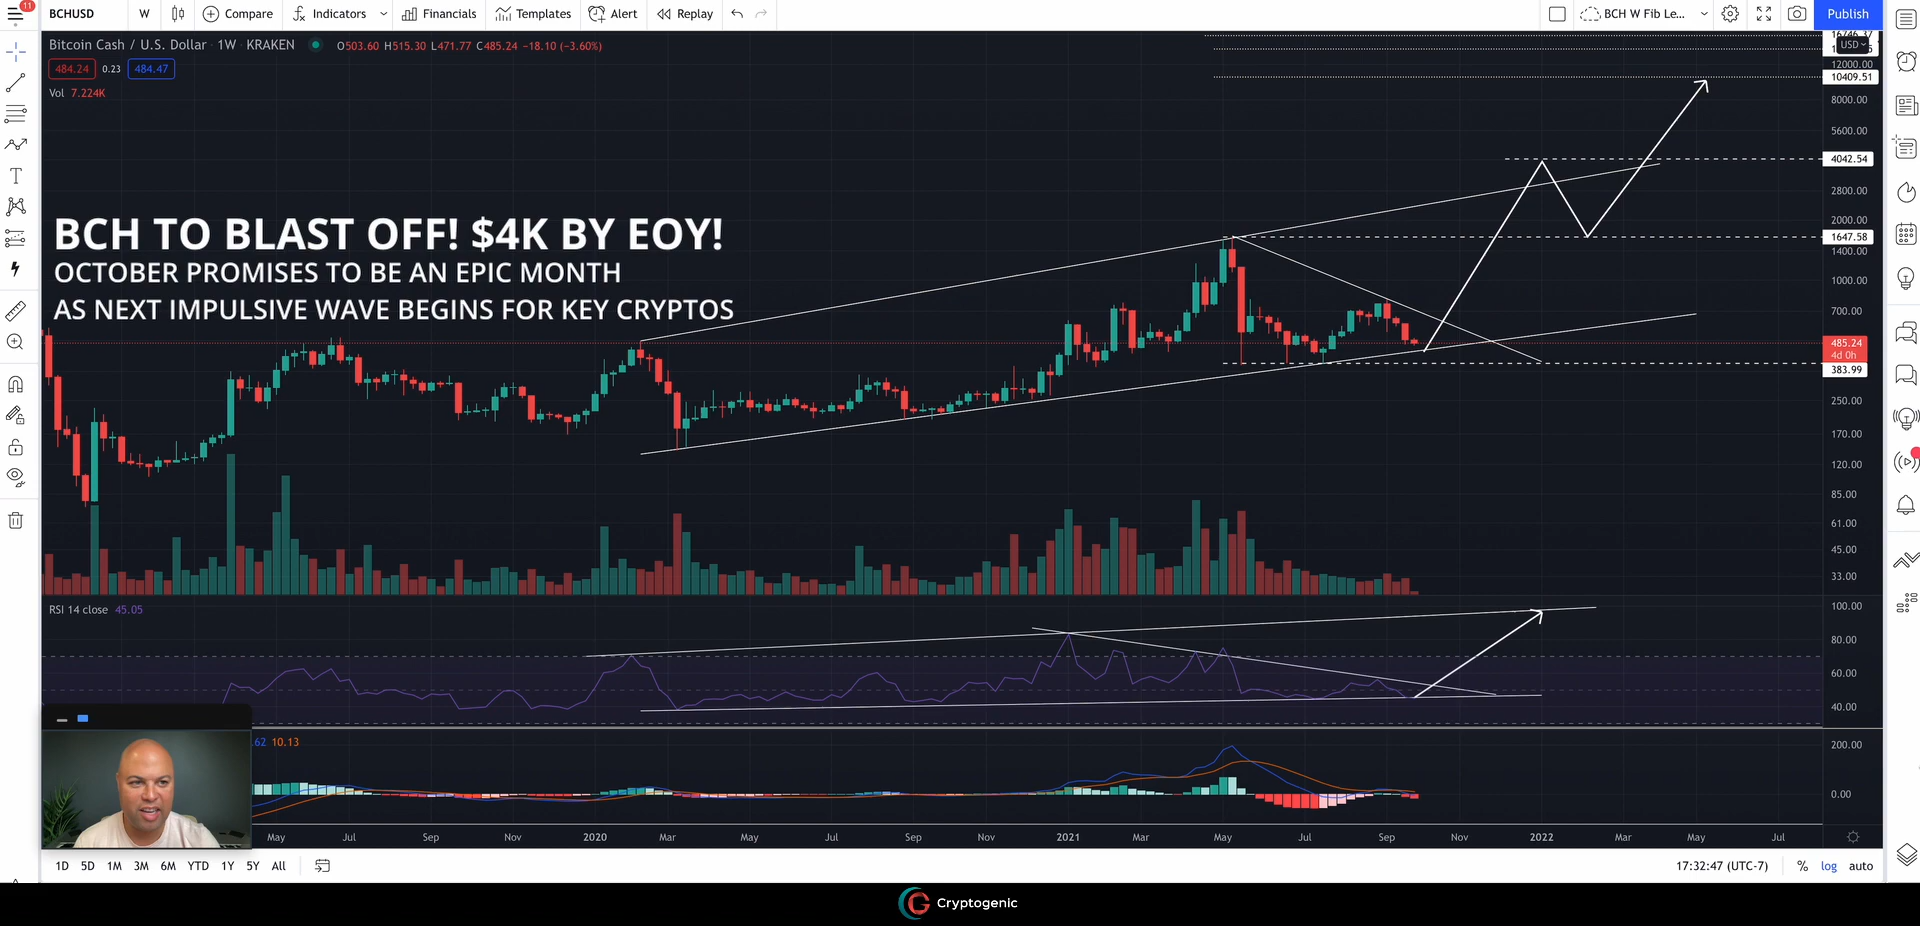 11
BCHUSD W Compare Indicators Financials Templates Alert Replay BCH W Fib Le... Publish
Bitcoin Cash / U.S. Dollar · 1W · KRAKEN O503.60 H515.30 L471.77 C485.24 −18.10 (−3.60%)
484.24 0.23 484.47
Vol 7.224K
USD
12000.00
10409.51
8000.00
5600.00
4042.54
2800.00
2000.00
1647.58
1400.00
1000.00
700.00
485.24
4d 0h
383.99
250.00
170.00
120.00
85.00
61.00
45.00
33.00
BCH TO BLAST OFF! $4K BY EOY!
OCTOBER PROMISES TO BE AN EPIC MONTH
AS NEXT IMPULSIVE WAVE BEGINS FOR KEY CRYPTOS
RSI 14 close 45.05
100.00
80.00
60.00
40.00
.62 10.13
200.00
0.00
May Jul Sep Nov 2020 Mar May Jul Sep Nov 2021 Mar May Jul Sep Nov 2022 Mar May Jul
1D 5D 1M 3M 6M YTD 1Y 5Y All 17:32:47 (UTC-7) % log auto
Cryptogenic